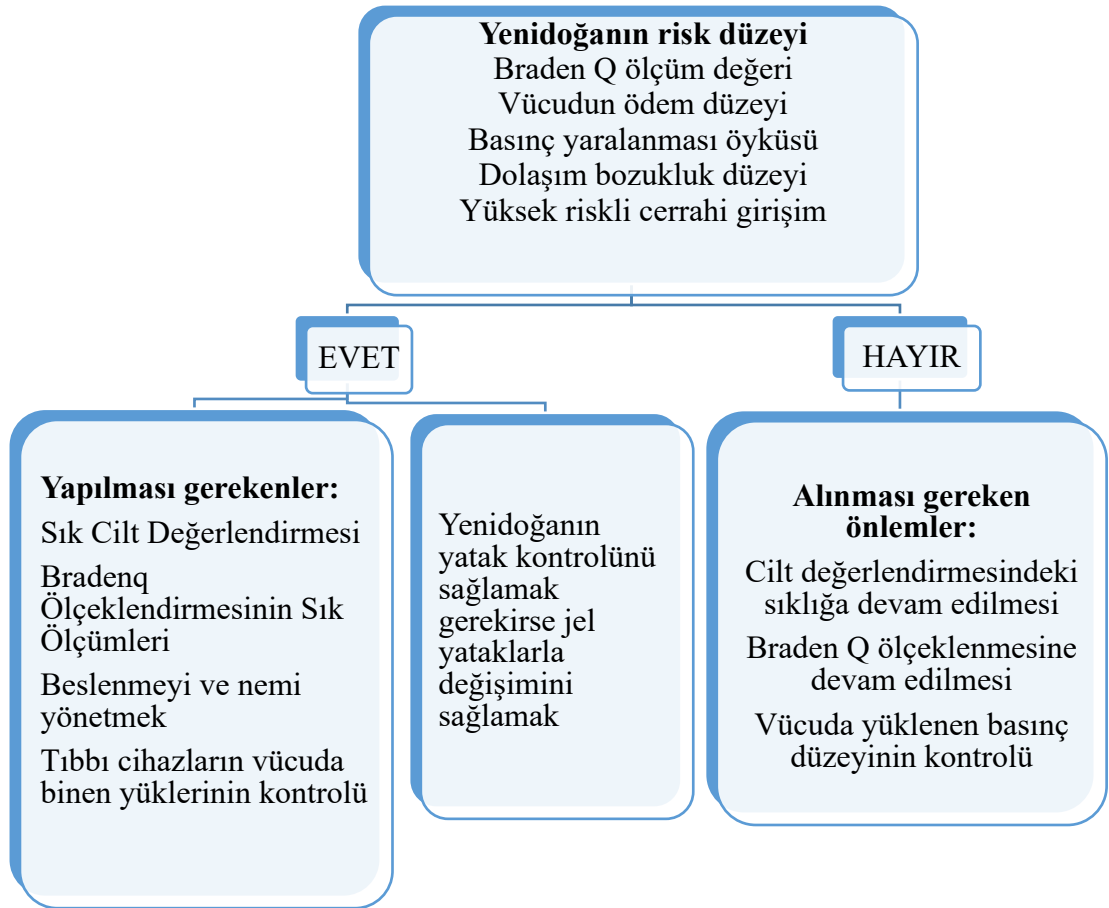 Yenidoğanın risk düzeyi
Braden Q ölçüm değeri
Vücudun ödem düzeyi
Basınç yaralanması öyküsü
Dolaşım bozukluk düzeyi
Yüksek riskli cerrahi girişim
EVET
HAYIR
Yapılması gerekenler:
Sık Cilt Değerlendirmesi
Bradenq
Ölçeklendirmesinin Sık
Ölçümleri
Beslenmeyi ve nemi
yönetmek
Tıbbı cihazların vücuda
binen yüklerinin kontrolü
Yenidoğanın
yatak kontrolünü
sağlamak
gerekirse jel
yataklarla
değişimini
sağlamak
Alınması gereken
önlemler:
Cilt değerlendirmesindeki
sıklığa devam edilmesi
Braden Q ölçeklenmesine
devam edilmesi
Vücuda yüklenen basınç
düzeyinin kontrolü